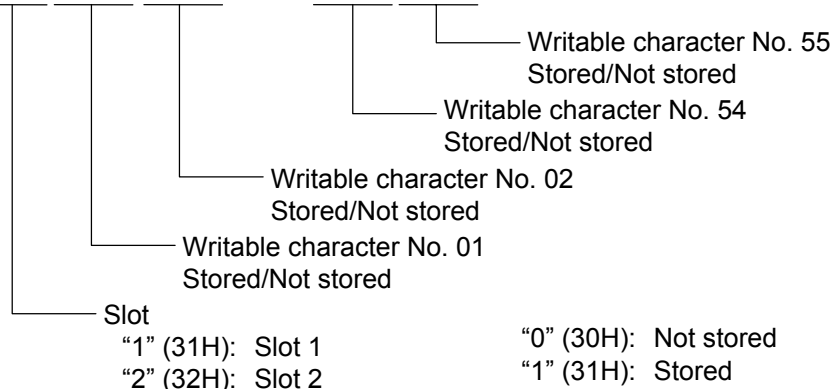 Writable character No. 55
Stored/Not stored
Writable character No. 54
Stored/Not stored
Writable character No. 02
Stored/Not stored
Writable character No. 01
Stored/Not stored
Slot
“1” (31H): Slot 1
“2” (32H): Slot 2
“0” (30H): Not stored
“1” (31H): Stored